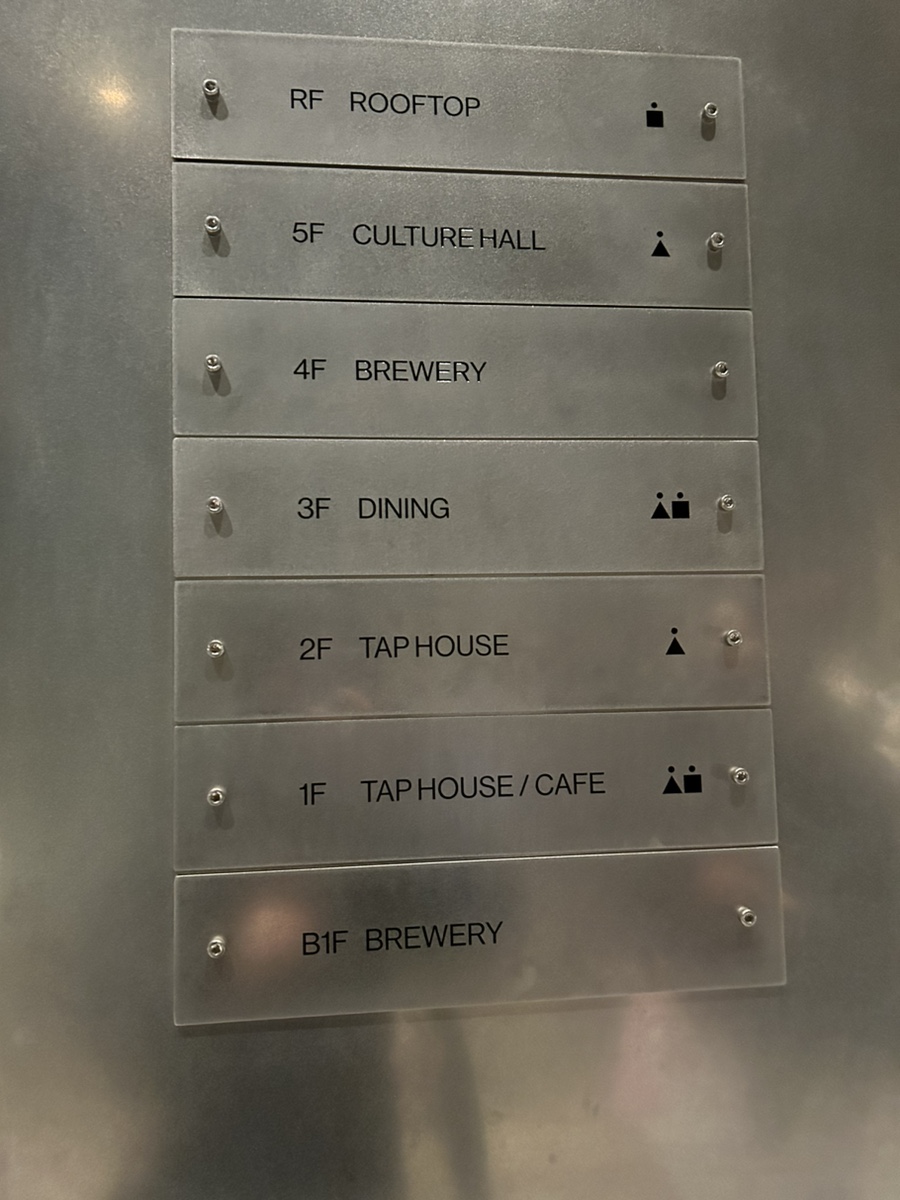 RF ROOFTOP
5F CULTURE HALL
4F BREWERY
3F DINING
2F TAP HOUSE
1F TAP HOUSE / CAFE
B1F BREWERY